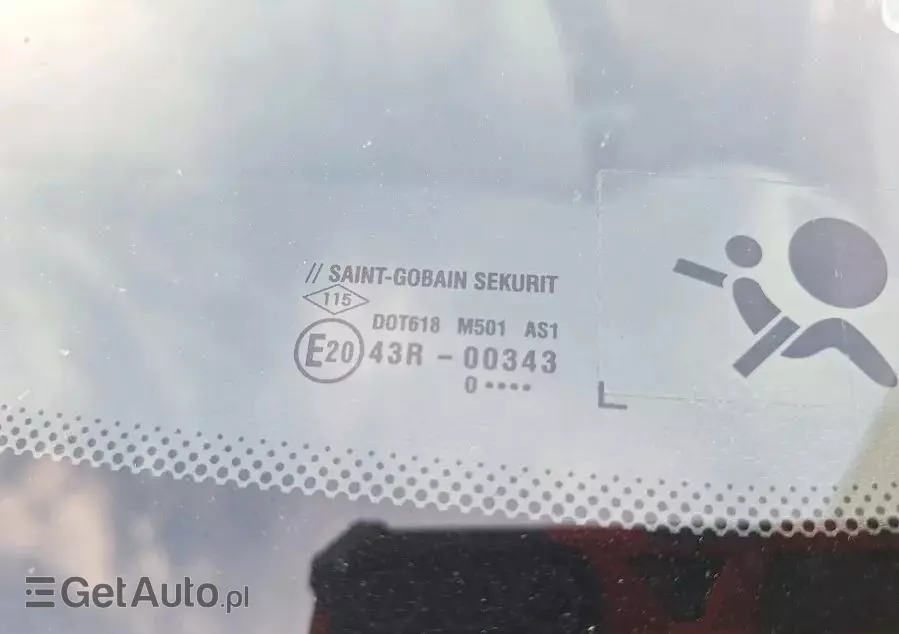 // SAINT-GOBAIN SEKURIT
115
DOT618 M501 AS1
E20 43R - 00343
0 ••••
GetAuto.pl